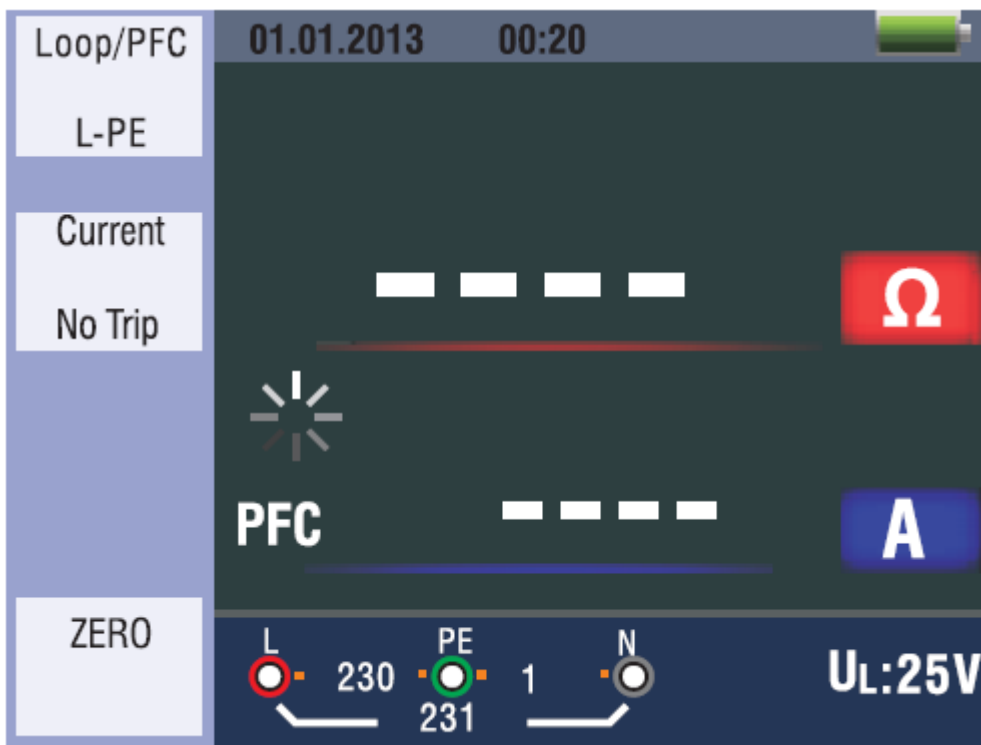 Loop/PFC
L-PE
Current
No Trip
ZERO
01.01.2013 00:20
Ω
PFC
A
L PE N
230 1
231
UL:25V